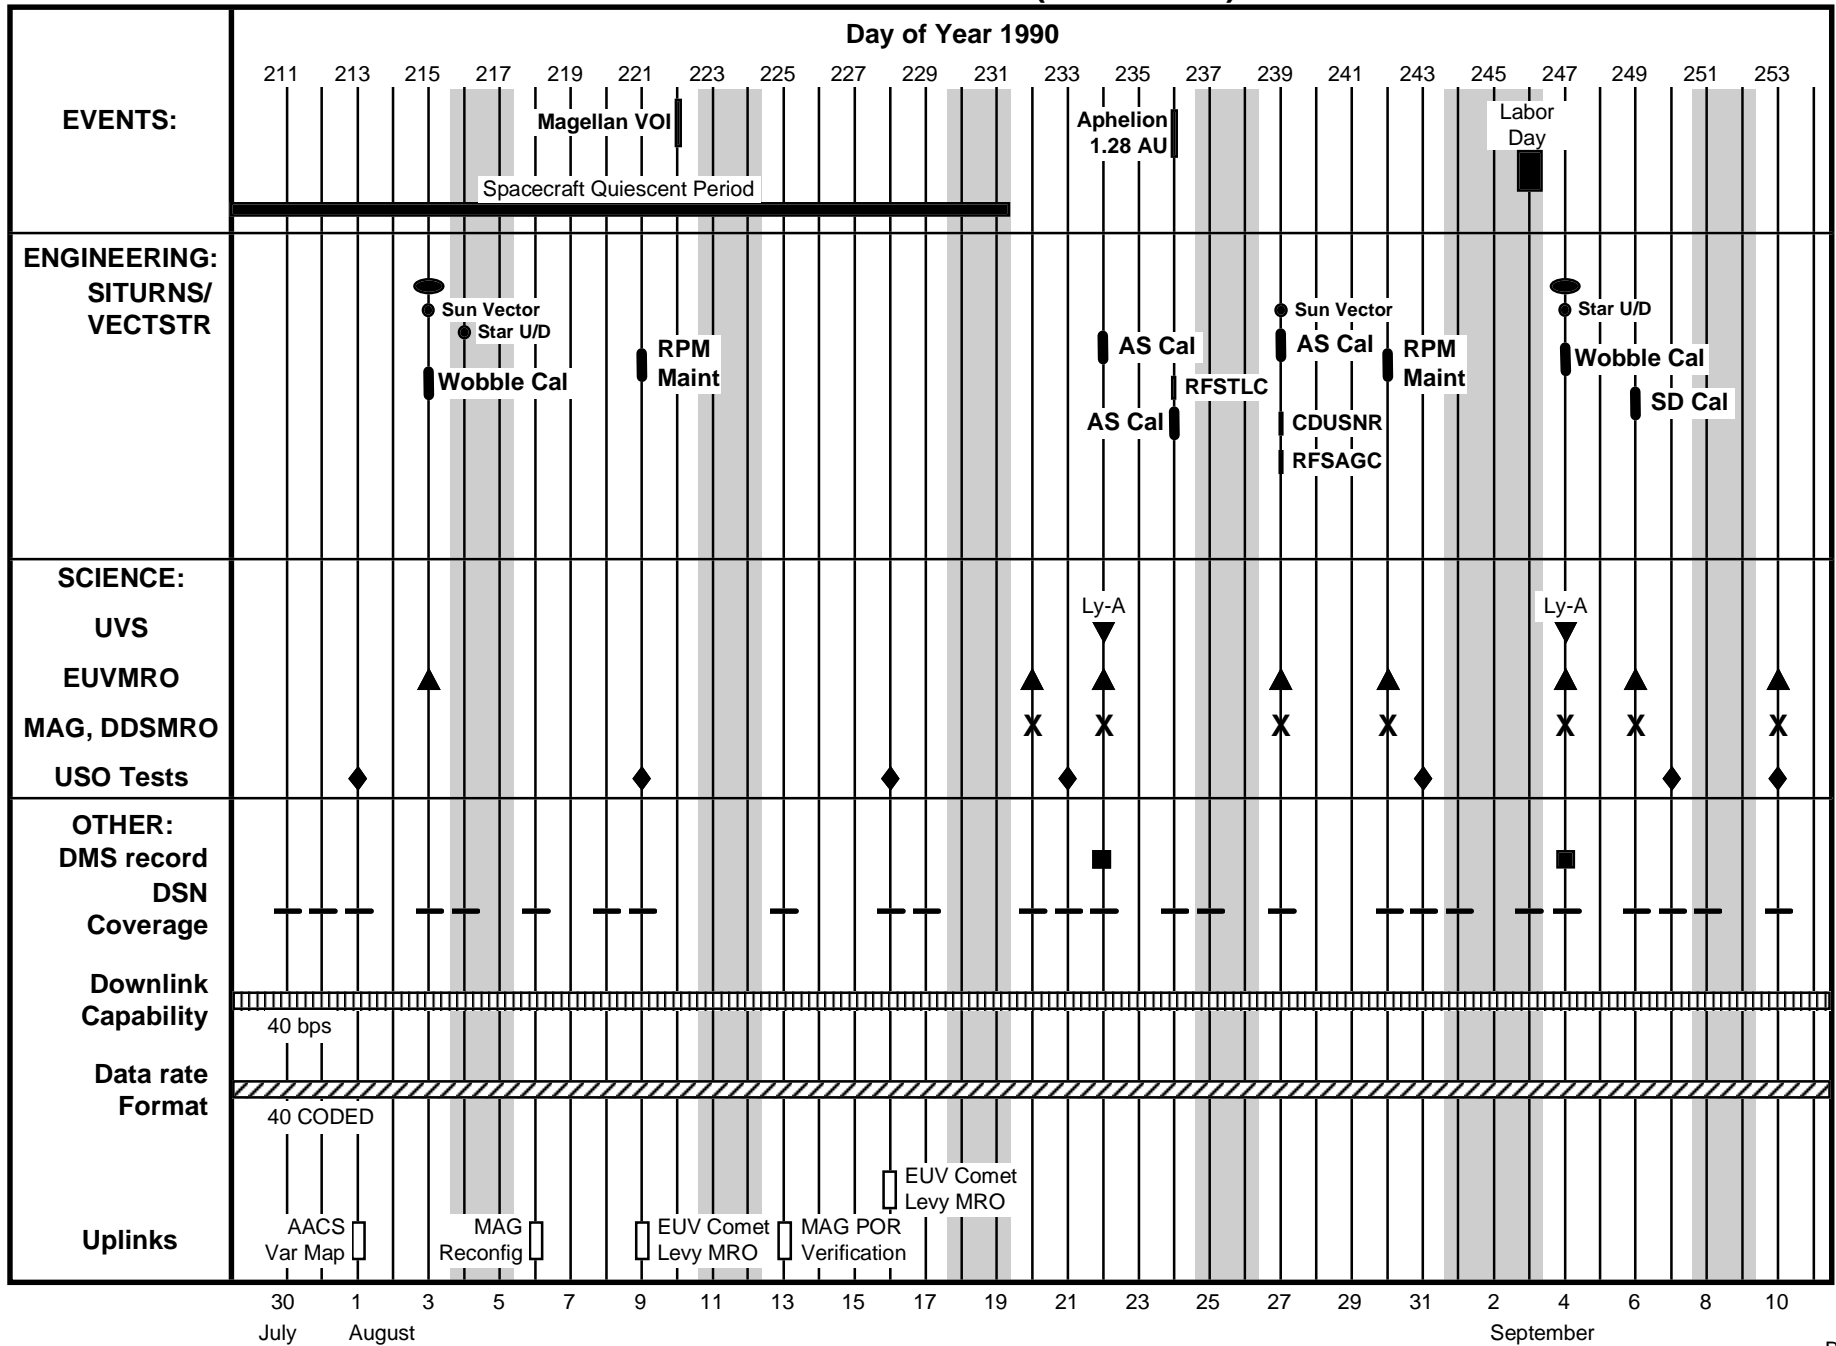 Day of Year 1990
211 213 215 217 219 221 223 225 227 229 231 233 235 237 239 241 243 245 247 249 251 253
EVENTS:
Magellan VOI
Aphelion
1.28 AU
Labor
Day
Spacecraft Quiescent Period
ENGINEERING:
SITURNS/
VECTSTR
Sun Vector
Star U/D
Wobble Cal
RPM
Maint
AS Cal
RFSTLC
AS Cal
Sun Vector
AS Cal
CDUSNR
RFSAGC
RPM
Maint
Star U/D
Wobble Cal
SD Cal
SCIENCE:
UVS
Ly-A
Ly-A
EUVMRO
MAG, DDSMRO
X X X X X X X
USO Tests
OTHER:
DMS record
DSN
Coverage
Downlink
Capability
40 bps
Data rate
Format
40 CODED
Uplinks
AACS
Var Map
MAG
Reconfig
EUV Comet
Levy MRO
MAG POR
Verification
EUV Comet
Levy MRO
30 1 3 5 7 9 11 13 15 17 19 21 23 25 27 29 31 2 4 6 8 10
July August September